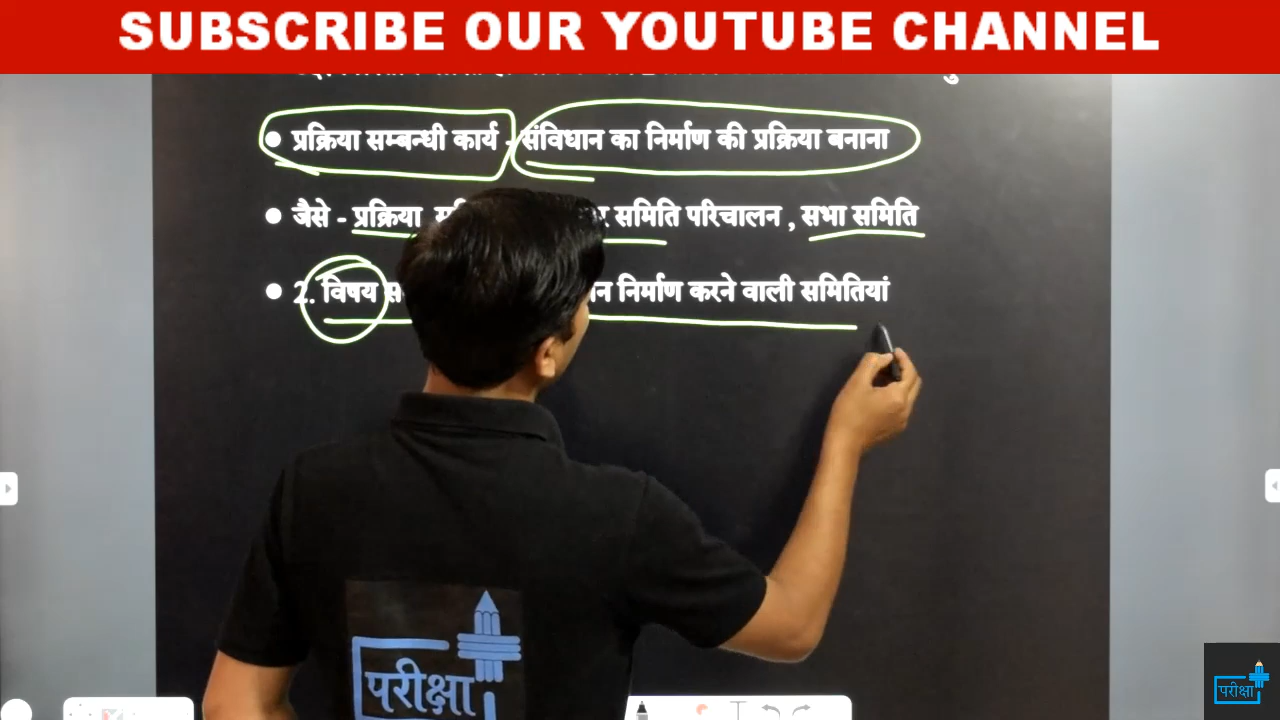 SUBSCRIBE OUR YOUTUBE CHANNEL
• प्रक्रिया सम्बन्धी कार्य - संविधान का निर्माण की प्रक्रिया बनाना
• जैसे - प्रक्रिया समिति परिचालन , सभा समिति
• 2. विषय निर्माण करने वाली समितियां
परीक्षा
परीक्षा